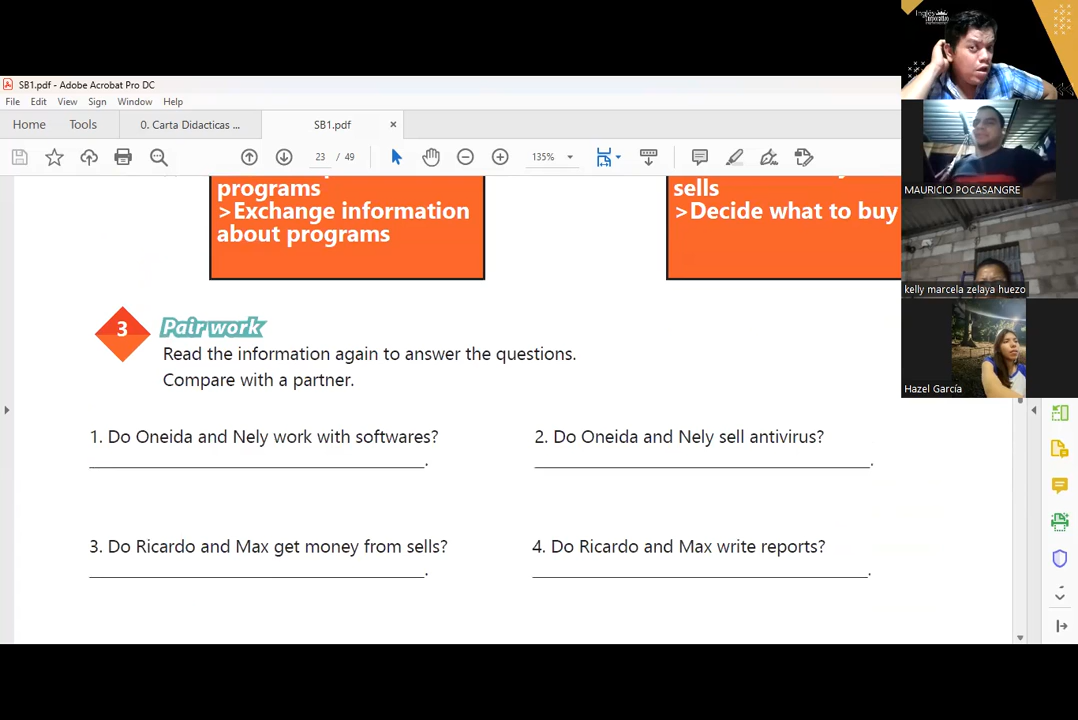 Inglés
Corporativo
SB1.pdf - Adobe Acrobat Pro DC
File Edit View Sign Window Help
Home Tools 0. Carta Didacticas ... SB1.pdf ×
23 / 49 135%
programs
>Exchange information
about programs
sells
>Decide what to buy
MAURICIO POCASANGRE
kelly marcela zelaya huezo
Hazel García
3 Pair work
Read the information again to answer the questions.
Compare with a partner.
1. Do Oneida and Nely work with softwares?
2. Do Oneida and Nely sell antivirus?
3. Do Ricardo and Max get money from sells?
4. Do Ricardo and Max write reports?